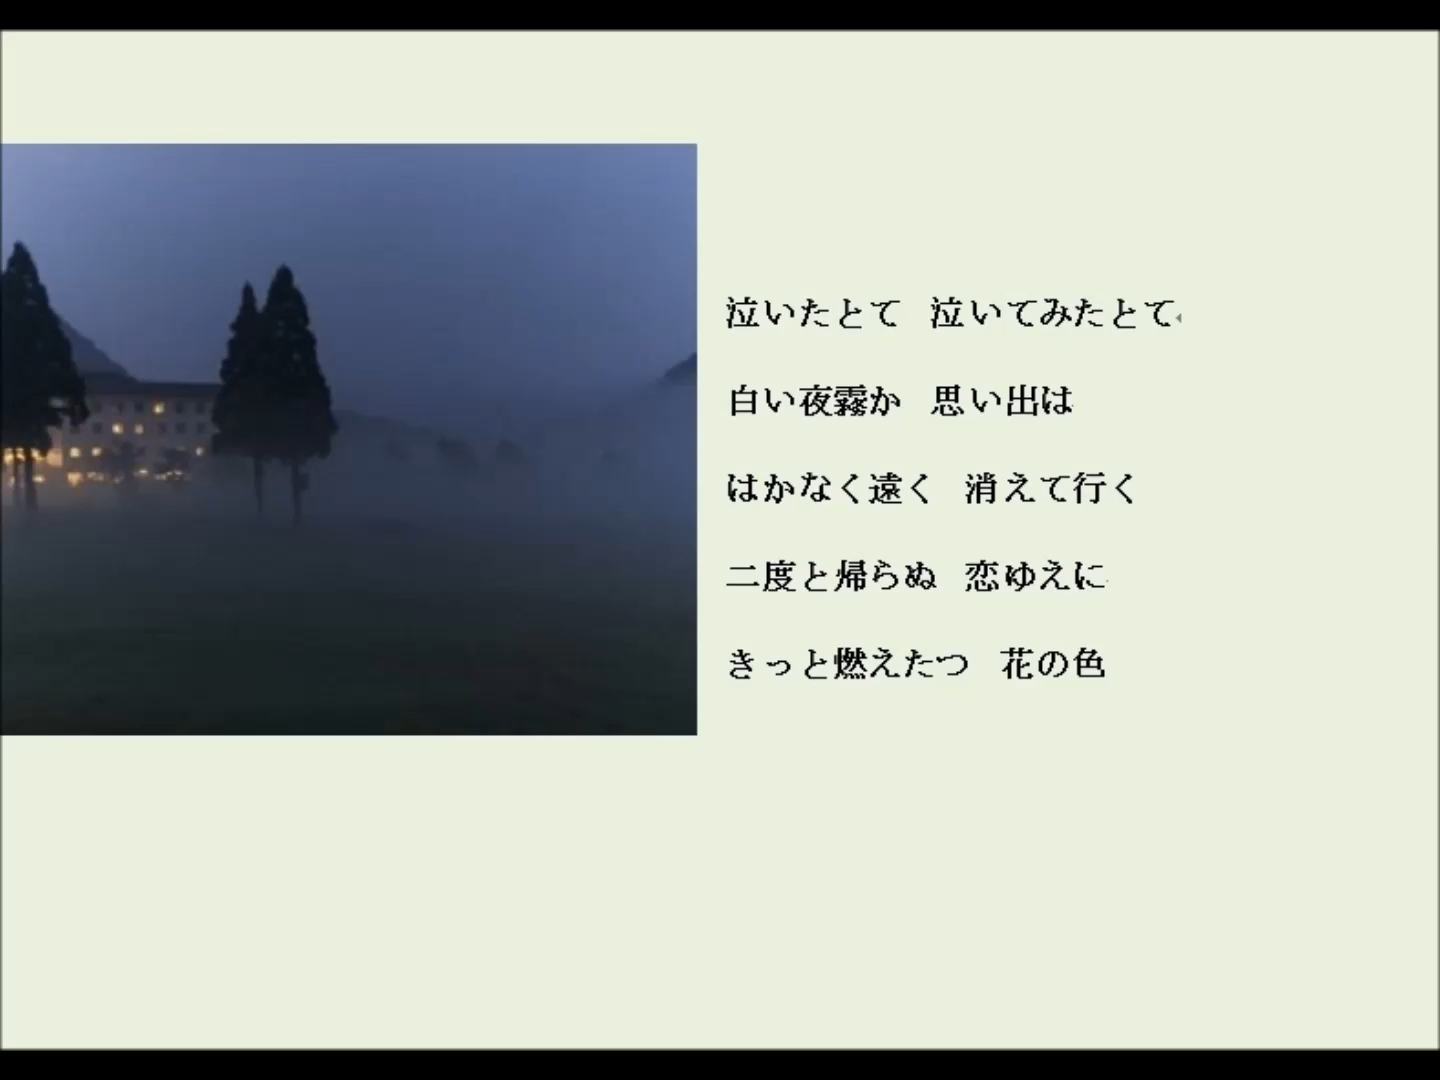 泣いたとて　泣いてみたとて
白い夜霧か　思い出は
はかなく遠く　消えて行く
二度と帰らぬ　恋ゆえに
きっと燃えたつ　花の色